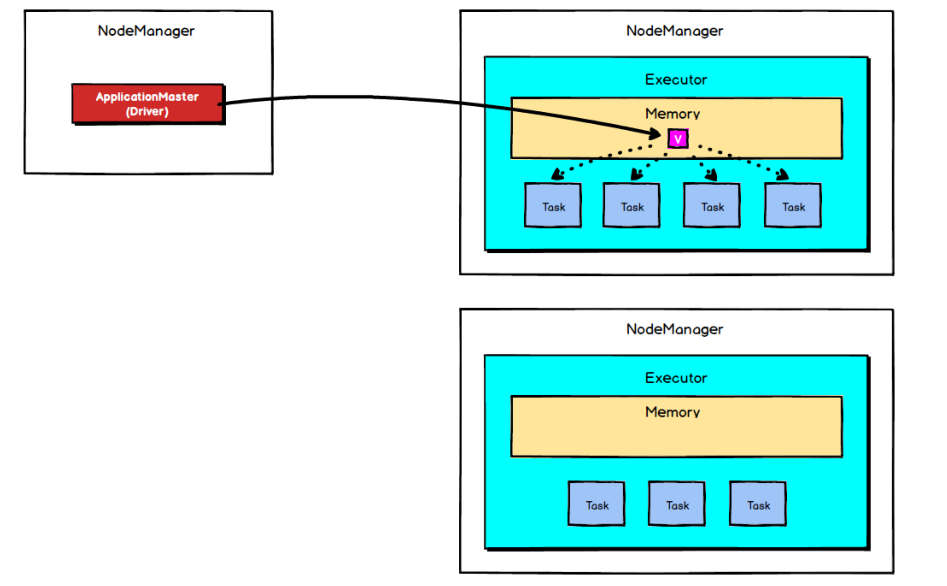 NodeManager
ApplicationMaster
(Driver)
NodeManager
Executor
Memory
V
Task Task Task Task
NodeManager
Executor
Memory
Task Task Task